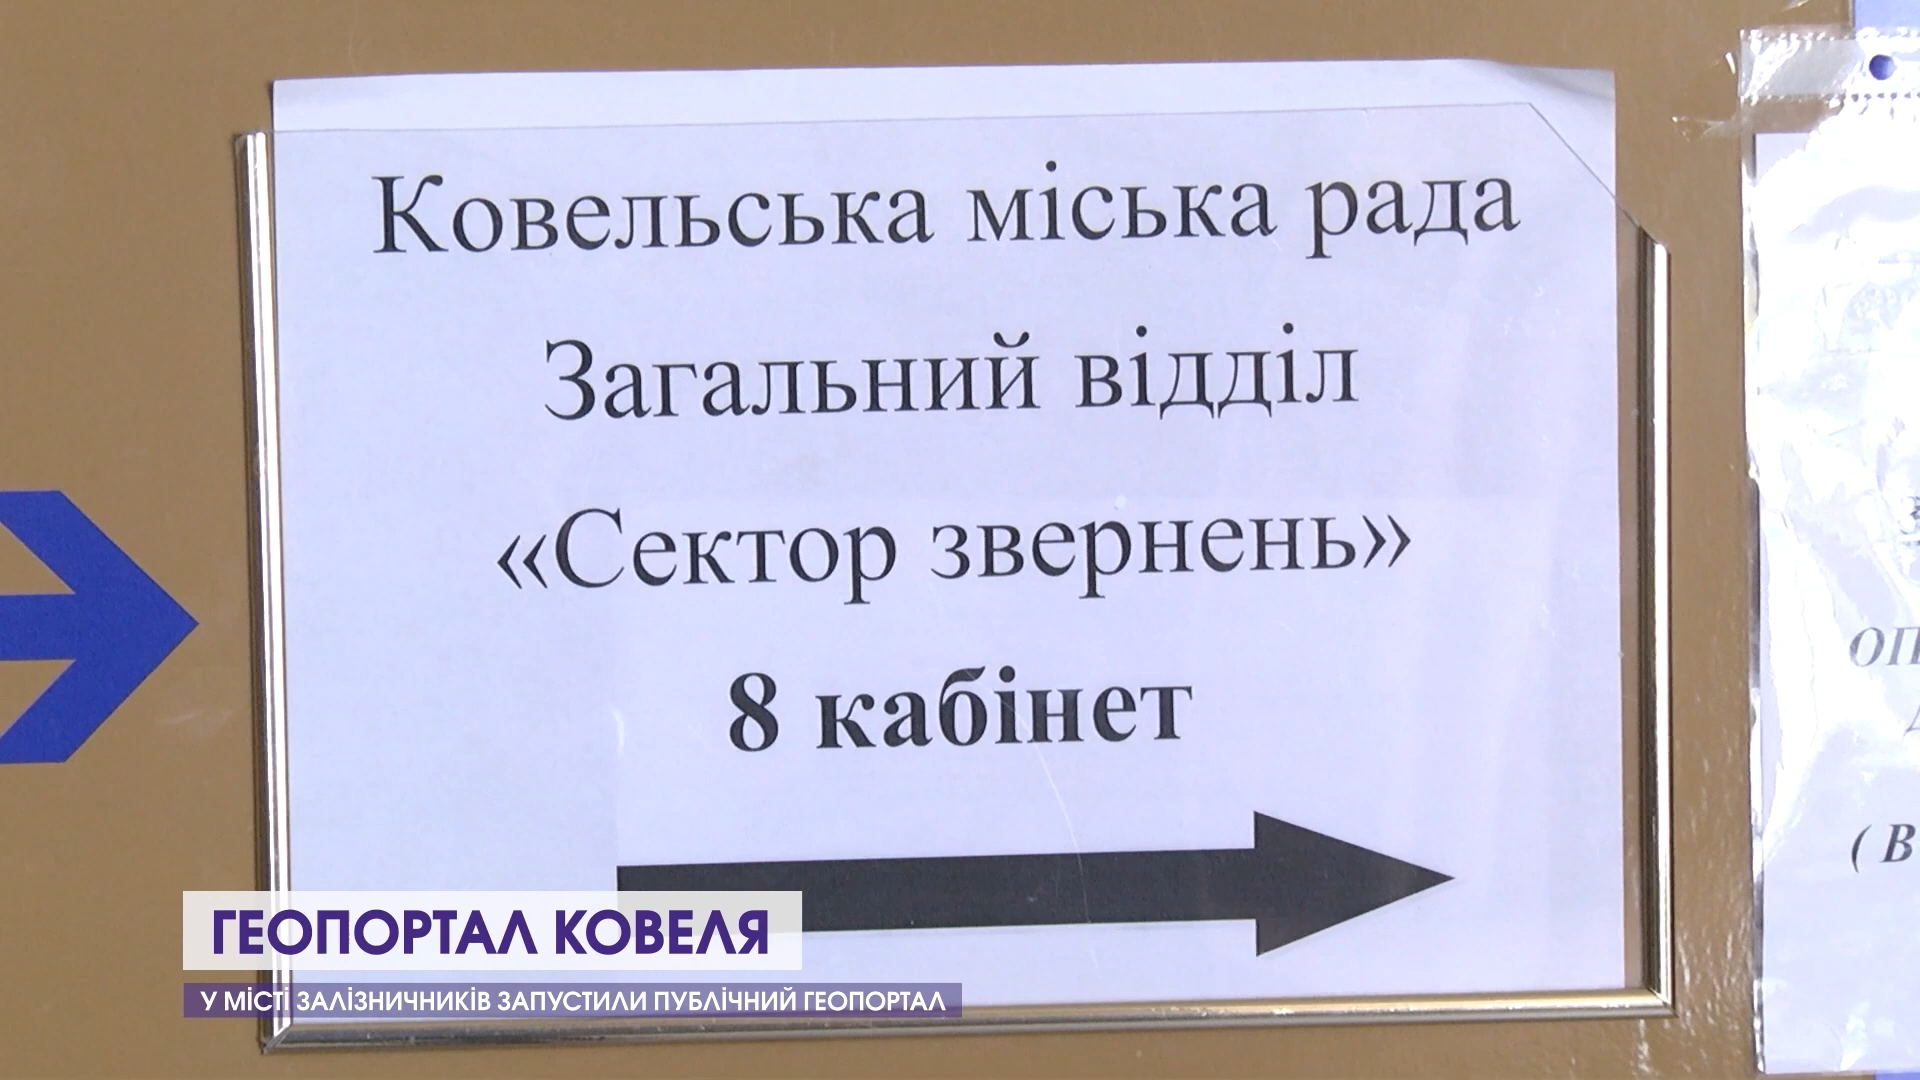 Ковельська міська рада
Загальний відділ
«Сектор звернень»
8 кабінет
ГЕОПОРТАЛ КОВЕЛЯ
У МІСТІ ЗАЛІЗНИЧНИКІВ ЗАПУСТИЛИ ПУБЛІЧНИЙ ГЕОПОРТАЛ